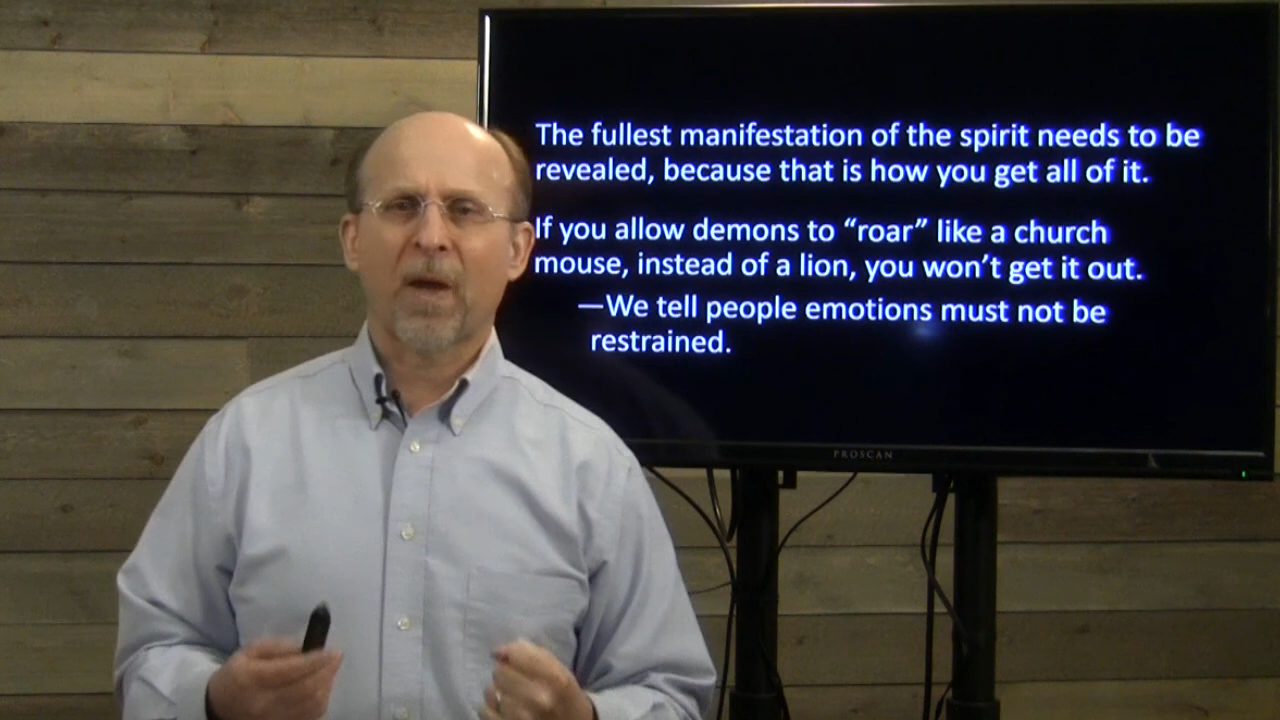 The fullest manifestation of the spirit needs to be
revealed, because that is how you get all of it.
If you allow demons to “roar” like a church
mouse, instead of a lion, you won’t get it out.
—We tell people emotions must not be
restrained.
PROSCAN